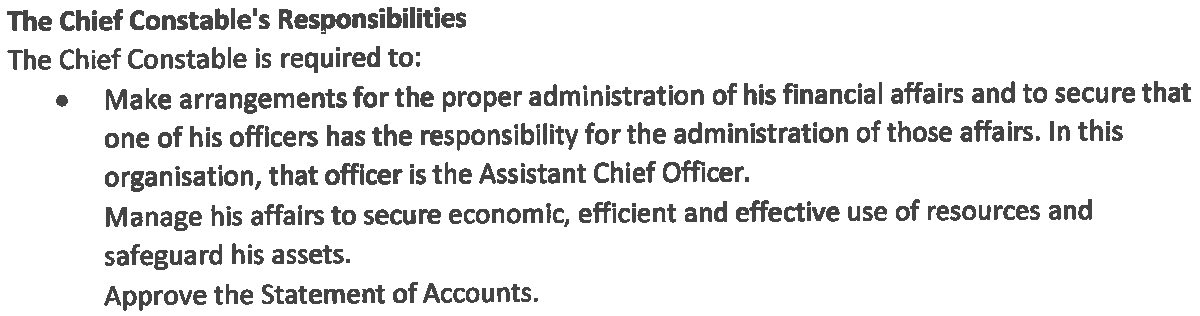 The Chief Constable's Responsibilities
The Chief Constable is required to:
• Make arrangements for the proper administration of his financial affairs and to secure that
one of his officers has the responsibility for the administration of those affairs. In this
organisation, that officer is the Assistant Chief Officer.
Manage his affairs to secure economic, efficient and effective use of resources and
safeguard his assets.
Approve the Statement of Accounts.